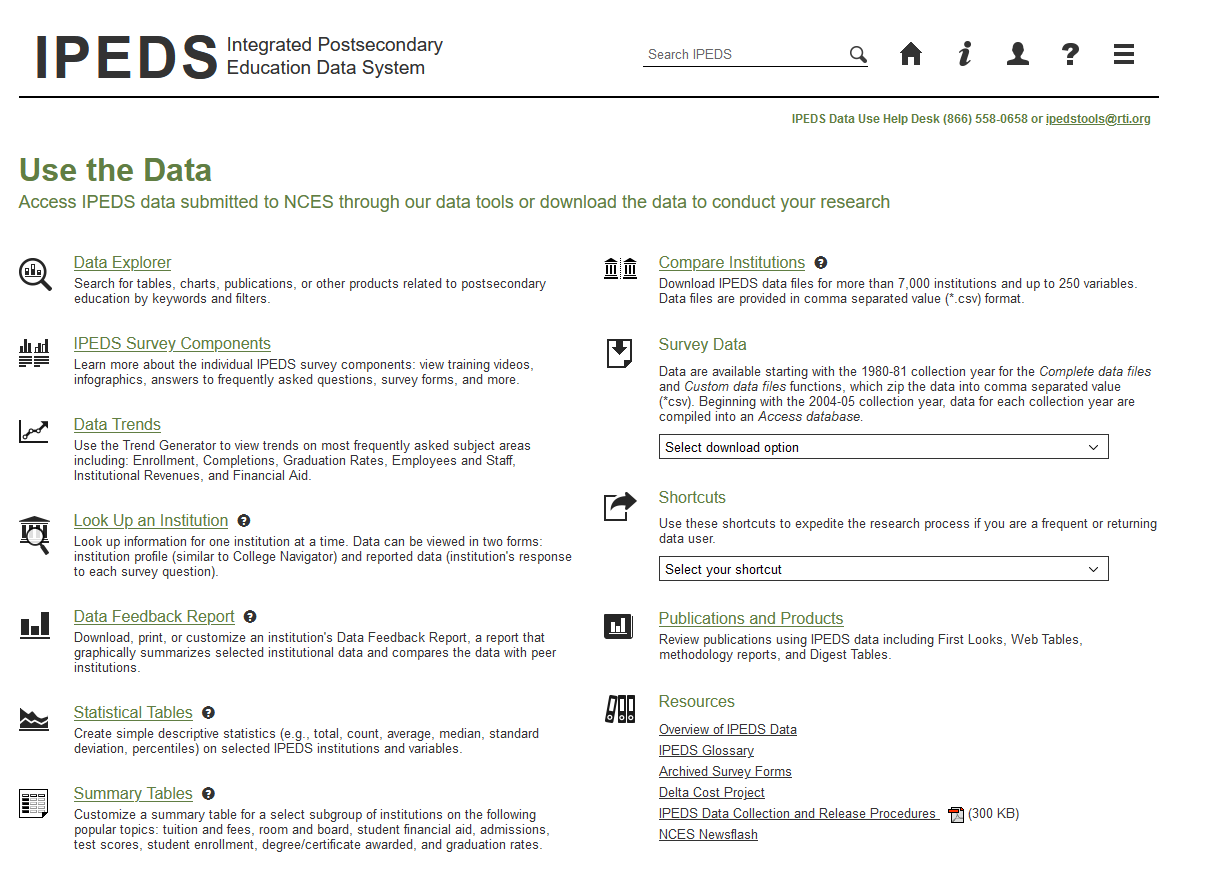 IPEDS Integrated Postsecondary
Education Data System
Search IPEDS
IPEDS Data Use Help Desk (866) 558-0658 or ipedstools@rti.org
Use the Data
Access IPEDS data submitted to NCES through our data tools or download the data to conduct your research
Data Explorer
Search for tables, charts, publications, or other products related to postsecondary
education by keywords and filters.
IPEDS Survey Components
Learn more about the individual IPEDS survey components: view training videos,
infographics, answers to frequently asked questions, survey forms, and more.
Data Trends
Use the Trend Generator to view trends on most frequently asked subject areas
including: Enrollment, Completions, Graduation Rates, Employees and Staff,
Institutional Revenues, and Financial Aid.
Look Up an Institution
Look up information for one institution at a time. Data can be viewed in two forms:
institution profile (similar to College Navigator) and reported data (institution's response
to each survey question).
Data Feedback Report
Download, print, or customize an institution's Data Feedback Report, a report that
graphically summarizes selected institutional data and compares the data with peer
institutions.
Statistical Tables
Create simple descriptive statistics (e.g., total, count, average, median, standard
deviation, percentiles) on selected IPEDS institutions and variables.
Summary Tables
Customize a summary table for a select subgroup of institutions on the following
popular topics: tuition and fees, room and board, student financial aid, admissions,
test scores, student enrollment, degree/certificate awarded, and graduation rates.
Compare Institutions
Download IPEDS data files for more than 7,000 institutions and up to 250 variables.
Data files are provided in comma separated value (*.csv) format.
Survey Data
Data are available starting with the 1980-81 collection year for the Complete data files
and Custom data files functions, which zip the data into comma separated value
(*csv). Beginning with the 2004-05 collection year, data for each collection year are
compiled into an Access database.
Select download option
Shortcuts
Use these shortcuts to expedite the research process if you are a frequent or returning
data user.
Select your shortcut
Publications and Products
Review publications using IPEDS data including First Looks, Web Tables,
methodology reports, and Digest Tables.
Resources
Overview of IPEDS Data
IPEDS Glossary
Archived Survey Forms
Delta Cost Project
IPEDS Data Collection and Release Procedures (300 KB)
NCES Newsflash